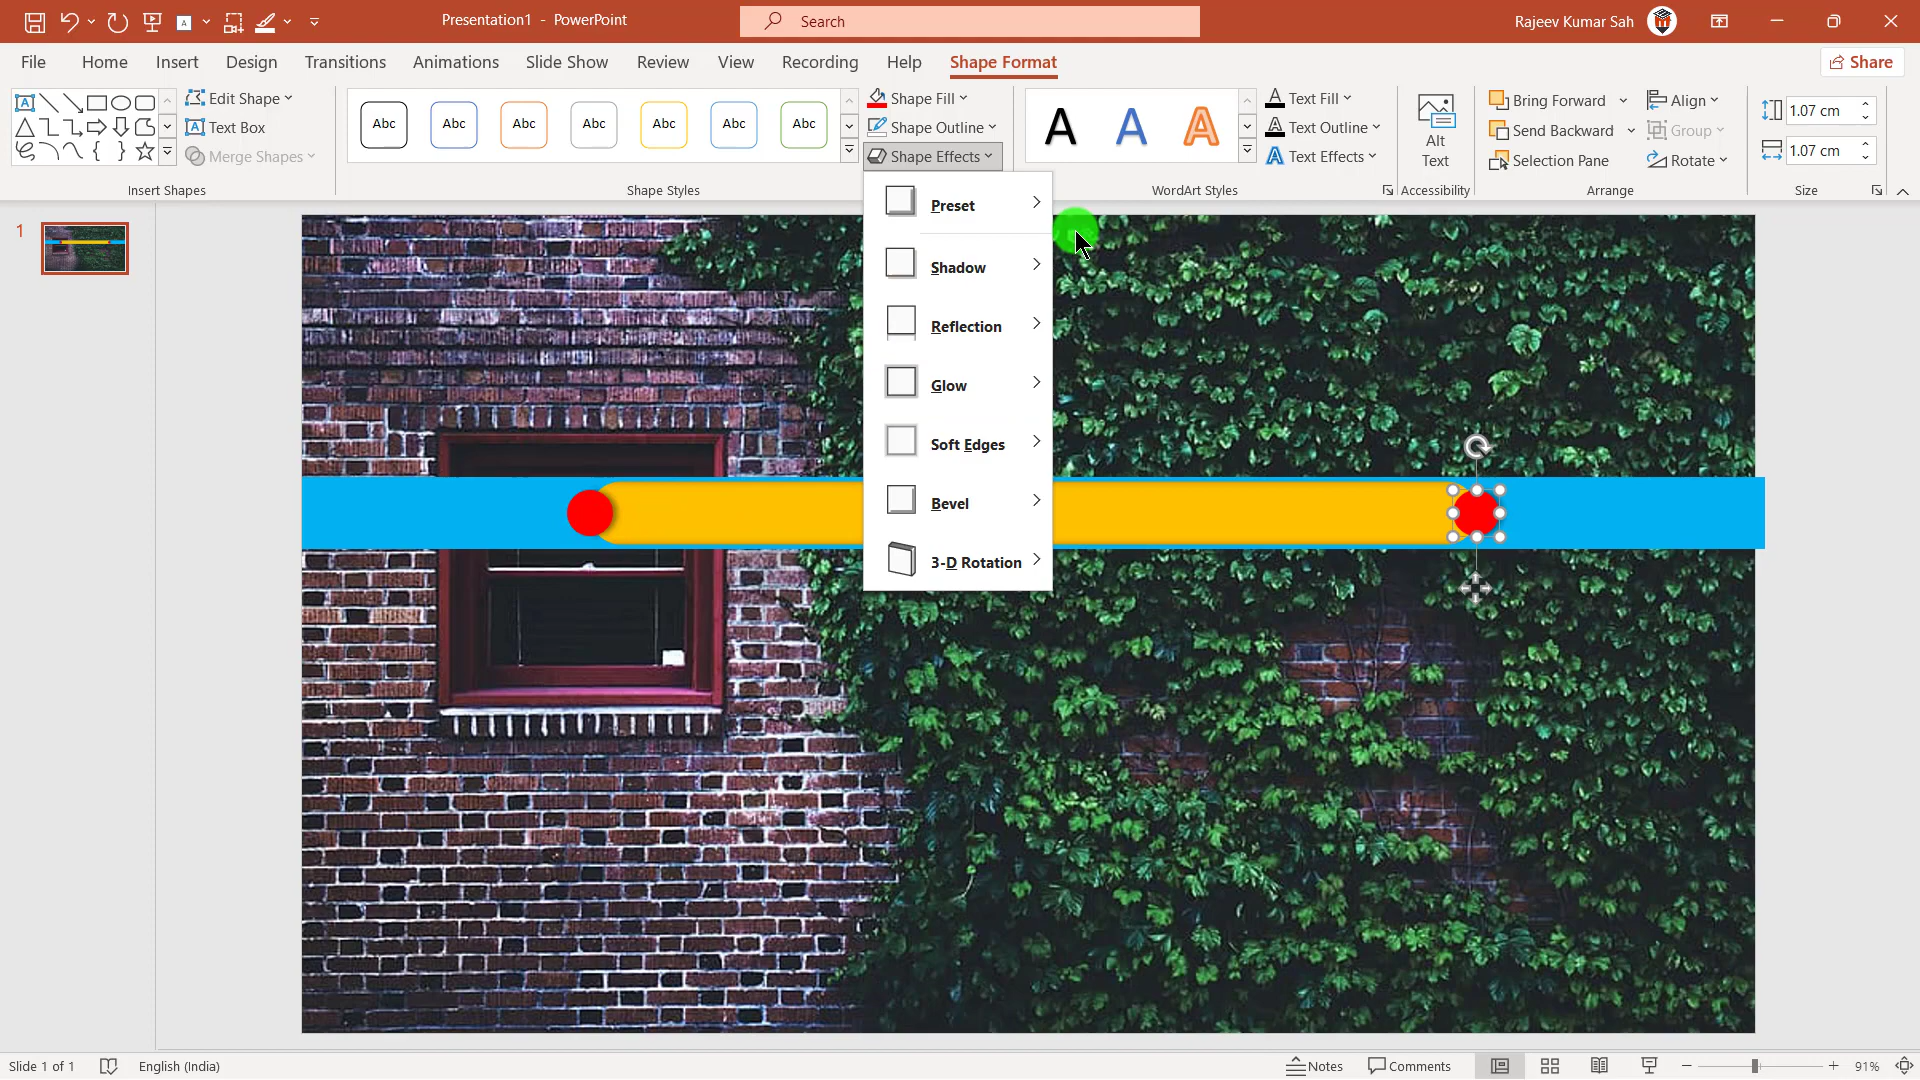 Presentation1 - PowerPoint
Search
Rajeev Kumar Sah
File Home Insert Design Transitions Animations Slide Show Review View Recording Help Shape Format
Share
Edit Shape
Text Box
Merge Shapes
Insert Shapes
Abc Abc Abc Abc Abc Abc Abc
Shape Styles
Shape Fill
Shape Outline
Shape Effects
A A A
WordArt Styles
Text Fill
Text Outline
Text Effects
Alt
Text
Accessibility
Bring Forward
Send Backward
Selection Pane
Align
Group
Rotate
Arrange
1.07 cm
1.07 cm
Size
Preset
Shadow
Reflection
Glow
Soft Edges
Bevel
3-D Rotation
1
Slide 1 of 1
English (India)
Notes
Comments
91%